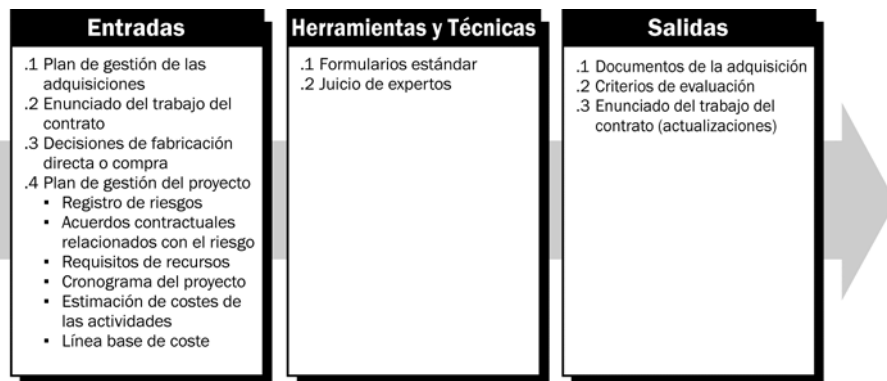 Entradas
.1 Plan de gestión de las
adquisiciones
.2 Enunciado del trabajo del
contrato
.3 Decisiones de fabricación
directa o compra
.4 Plan de gestión del proyecto
▪ Registro de riesgos
▪ Acuerdos contractuales
relacionados con el riesgo
▪ Requisitos de recursos
▪ Cronograma del proyecto
▪ Estimación de costes de
las actividades
▪ Línea base de coste
Herramientas y Técnicas
.1 Formularios estándar
.2 Juicio de expertos
Salidas
.1 Documentos de la adquisición
.2 Criterios de evaluación
.3 Enunciado del trabajo del
contrato (actualizaciones)